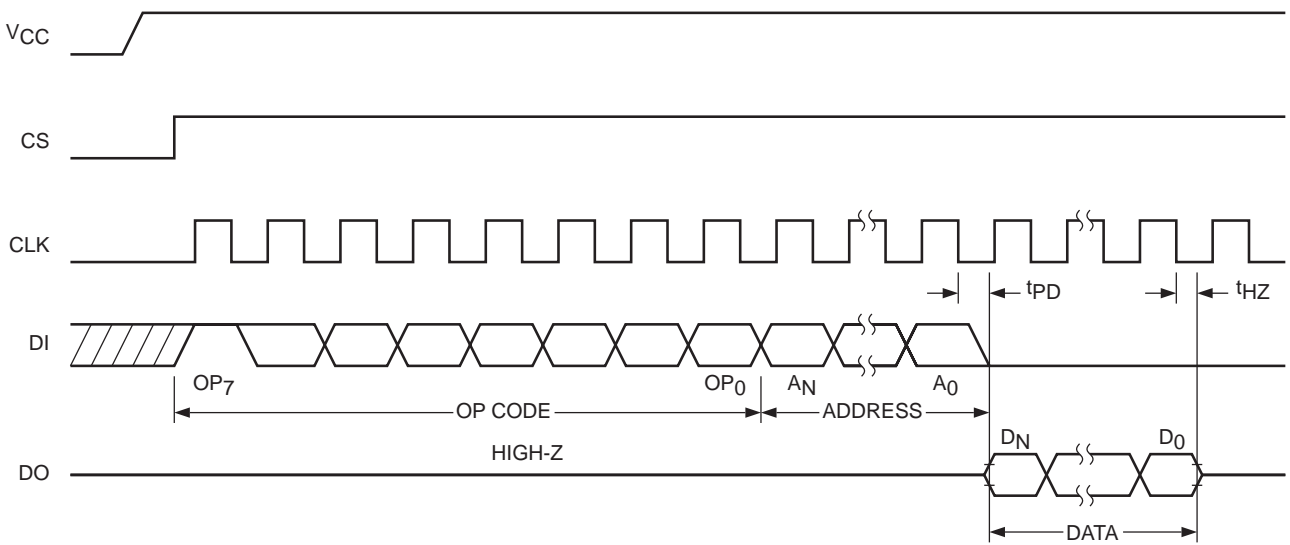 VCC
CS
CLK
tPD
tHZ
DI
OP7
OP0
AN
A0
OP CODE
ADDRESS
HIGH-Z
DN
D0
DO
DATA